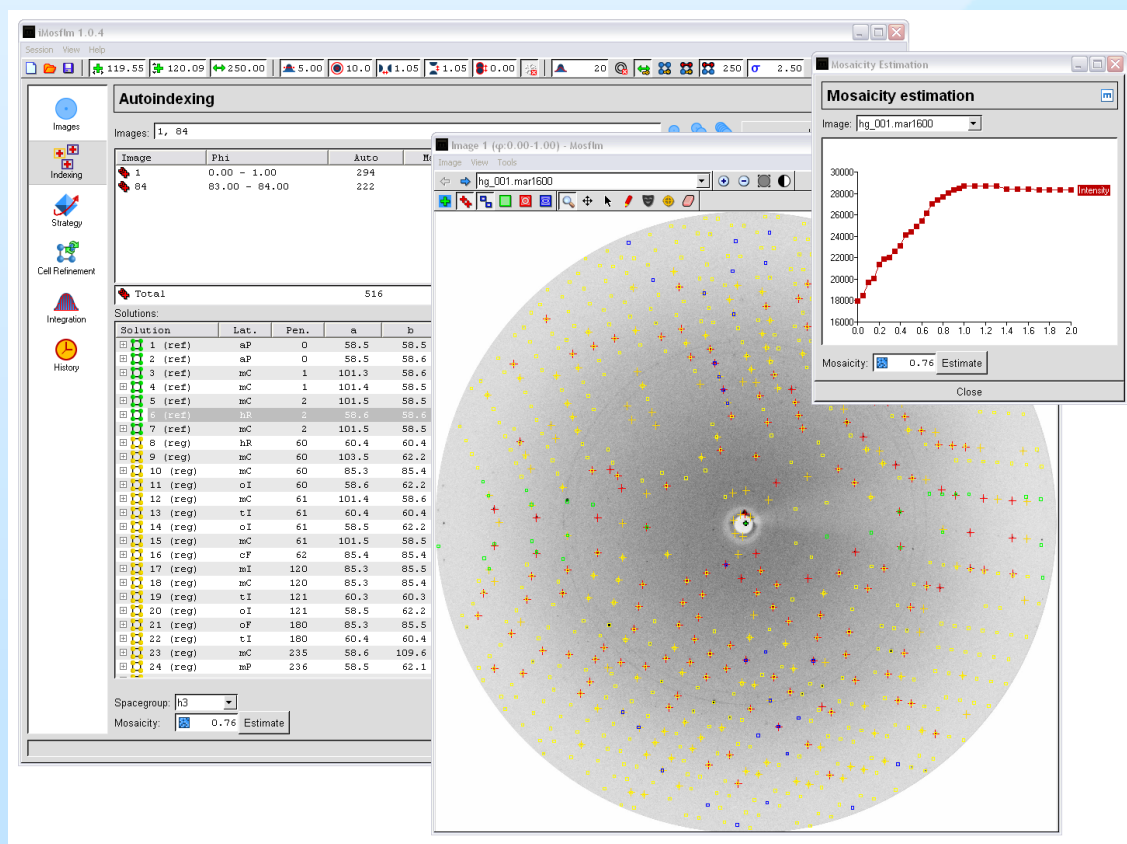 iMosflm 1.0.4
Session View Help
119.55 120.09 250.00 5.00 10.0 1.05 1.05 0.00 20 250 σ 2.50
Images
Indexing
Strategy
Cell Refinement
Integration
History
Autoindexing
Images: 1, 84
Image Phi Auto
1 0.00 - 1.00 294
84 83.00 - 84.00 222
Total 516
Solutions:
Solution Lat. Pen. a b
1 (ref) aP 0 58.5 58.5
2 (ref) aP 0 58.5 58.6
3 (ref) mC 1 101.3 58.6
4 (ref) mC 1 101.4 58.5
5 (ref) mC 2 101.5 58.5
6 (ref) hR 2 58.6 58.6
7 (ref) mC 2 101.5 58.5
8 (reg) hR 60 60.4 60.4
9 (reg) mC 60 103.5 62.2
10 (reg) mC 60 85.3 85.4
11 (reg) oI 60 58.6 62.2
12 (reg) mC 61 101.4 58.6
13 (reg) tI 61 60.4 60.4
14 (reg) oI 61 58.5 62.2
15 (reg) mC 61 101.5 58.5
16 (reg) cF 62 85.4 85.4
17 (reg) mI 120 85.3 85.5
18 (reg) mC 120 85.3 85.4
19 (reg) tI 121 60.3 60.3
20 (reg) oI 121 58.5 62.2
21 (reg) oF 180 85.3 85.5
22 (reg) tI 180 60.4 60.4
23 (reg) mC 235 58.6 109.6
24 (reg) mP 236 58.5 62.1
Spacegroup: h3
Mosaicity: 0.76 Estimate
Image 1 (φ:0.00-1.00) - Mosflm
Image View Tools
hg_001.mar1600
Mosaicity Estimation
Mosaicity estimation
m
Image: hg_001.mar1600
30000
28000
26000
24000
22000
20000
18000
16000
0.0 0.2 0.4 0.6 0.8 1.0 1.2 1.4 1.6 1.8 2.0
Intensity
Mosaicity: 0.76 Estimate
Close